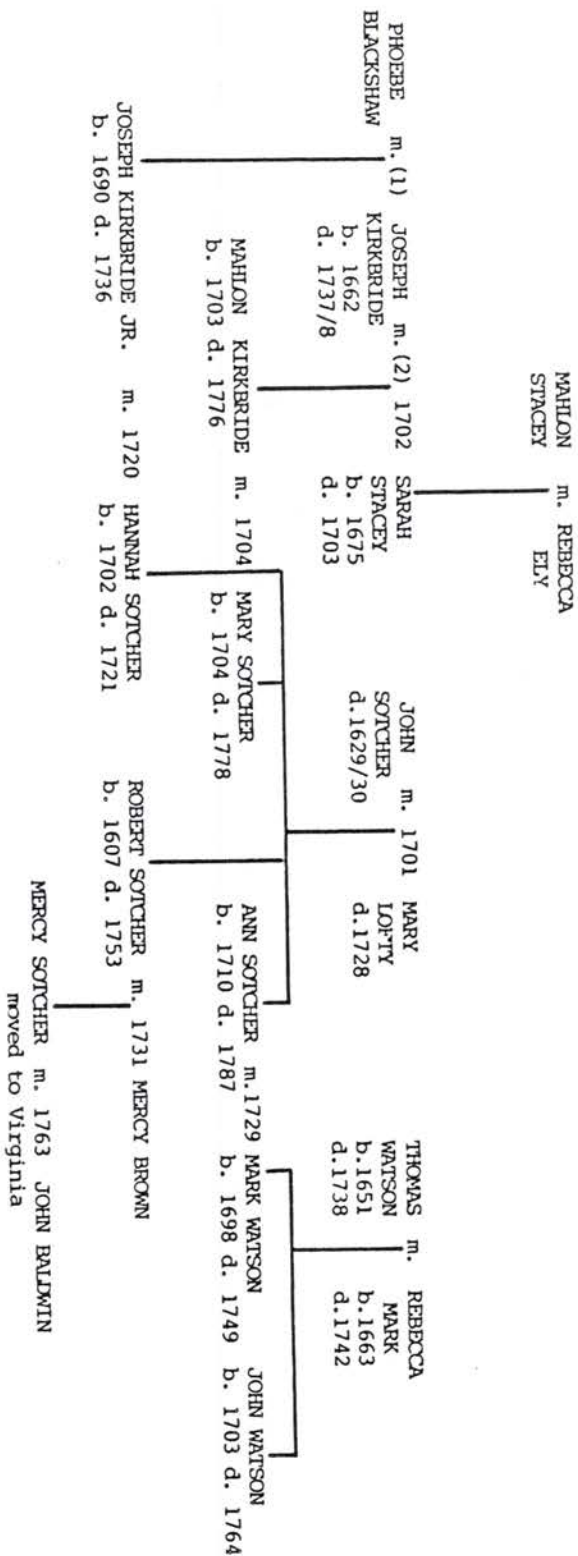 MAHLON m. REBECCA
STACEY ELY
PHOEBE m.(1) JOSEPH m.(2) 1702 SARAH
BLACKSHAW KIRKBRIDE STACEY
b. 1662 b. 1675
d. 1737/8 d. 1703
JOHN m. 1701 MARY
SOTCHER LOFTY
d.1629/30 d.1728
THOMAS m. REBECCA
WATSON MARK
b.1651 b.1663
d.1738 d.1742
MAHLON KIRKBRIDE m. 1704 MARY SOTCHER
b. 1703 d. 1776 b. 1704 d. 1778
ANN SOTCHER m.1729 MARK WATSON
b. 1710 d. 1787 b. 1698 d. 1749
JOHN WATSON
b. 1703 d. 1764
JOSEPH KIRKBRIDE JR. m. 1720 HANNAH SOTCHER
b. 1690 d. 1736 b. 1702 d. 1721
ROBERT SOTCHER m. 1731 MERCY BROWN
b. 1607 d. 1753
MERCY SOTCHER m. 1763 JOHN BALDWIN
moved to Virginia